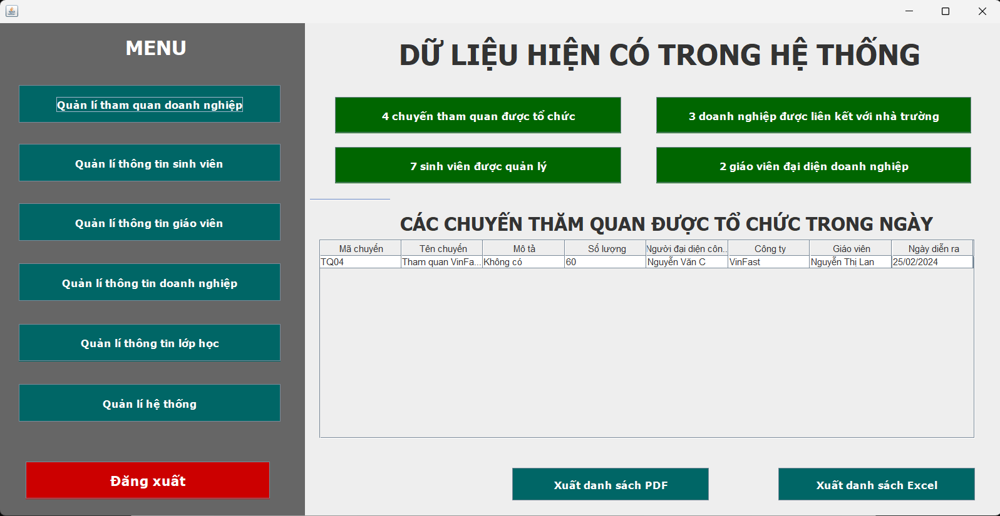 MENU
Quản lí tham quan doanh nghiệp
Quản lí thông tin sinh viên
Quản lí thông tin giáo viên
Quản lí thông tin doanh nghiệp
Quản lí thông tin lớp học
Quản lí hệ thống
Đăng xuất
DỮ LIỆU HIỆN CÓ TRONG HỆ THỐNG
4 chuyến tham quan được tổ chức
3 doanh nghiệp được liên kết với nhà trường
7 sinh viên được quản lý
2 giáo viên đại diện doanh nghiệp
CÁC CHUYẾN THĂM QUAN ĐƯỢC TỔ CHỨC TRONG NGÀY
Mã chuyến Tên chuyến Mô tả Số lượng Người đại diện côn... Công ty Giáo viên Ngày diễn ra
TQ04 Tham quan VinFa... Không có 60 Nguyễn Văn C VinFast Nguyễn Thị Lan 25/02/2024
Xuất danh sách PDF
Xuất danh sách Excel